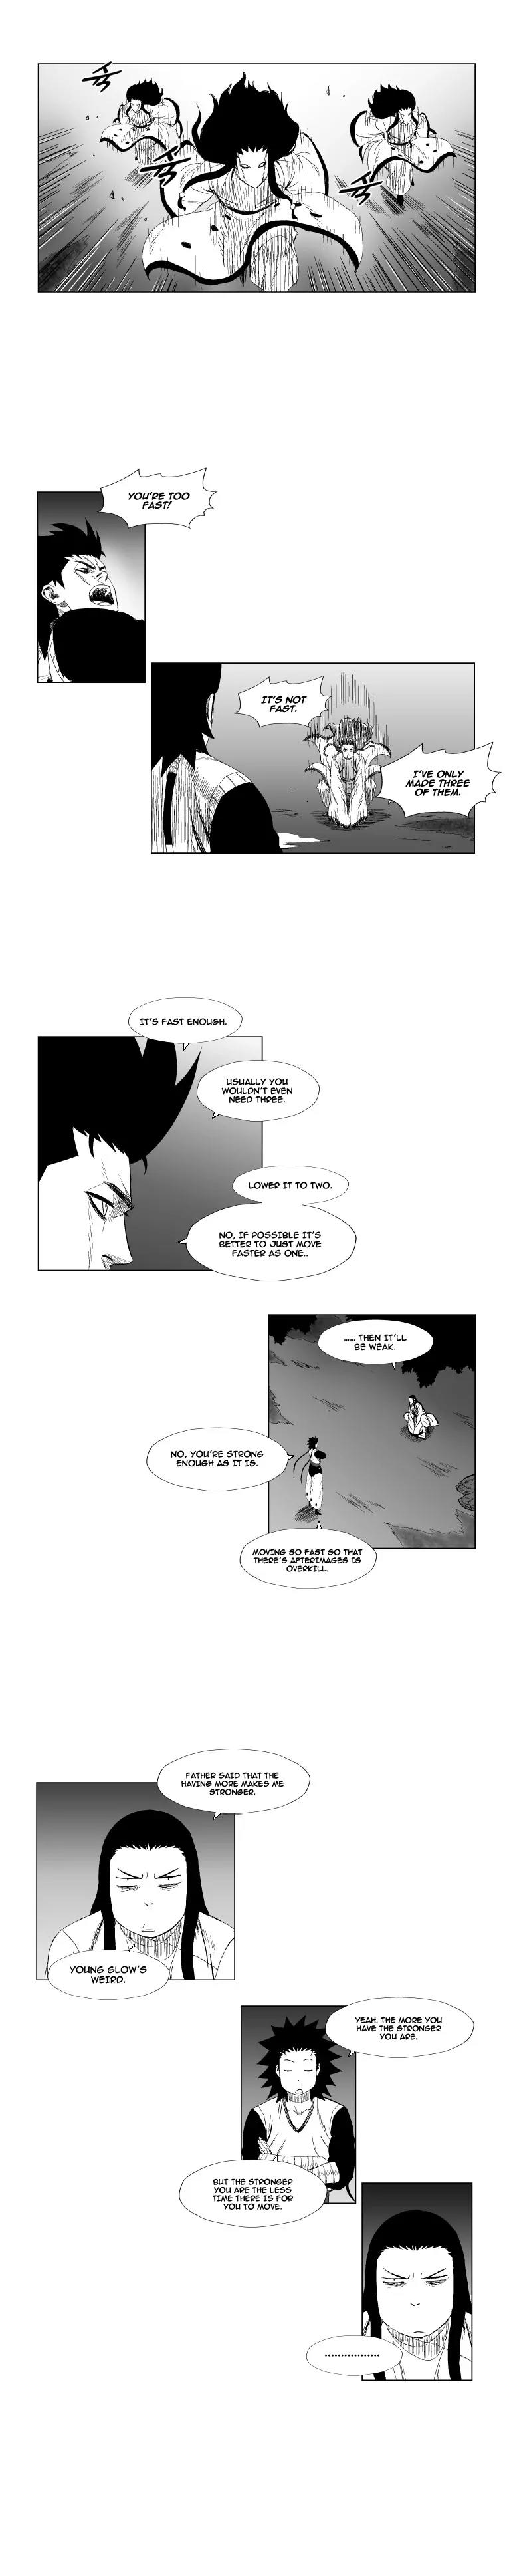 슉
슉
YOU'RE TOO
FAST!
IT'S NOT
FAST.
I'VE ONLY
MADE THREE
OF THEM.
IT'S FAST ENOUGH.
USUALLY YOU
WOULDN'T EVEN
NEED THREE.
LOWER IT TO TWO.
NO, IF POSSIBLE IT'S
BETTER TO JUST MOVE
FASTER AS ONE..
...... THEN IT'LL
BE WEAK.
NO, YOU'RE STRONG
ENOUGH AS IT IS.
MOVING SO FAST SO THAT
THERE'S AFTERIMAGES IS
OVERKILL.
FATHER SAID THAT THE
HAVING MORE MAKES ME
STRONGER.
YOUNG GLOW'S
WEIRD.
YEAH. THE MORE YOU
HAVE THE STRONGER
YOU ARE.
BUT THE STRONGER
YOU ARE THE LESS
TIME THERE IS FOR
YOU TO MOVE.
.................